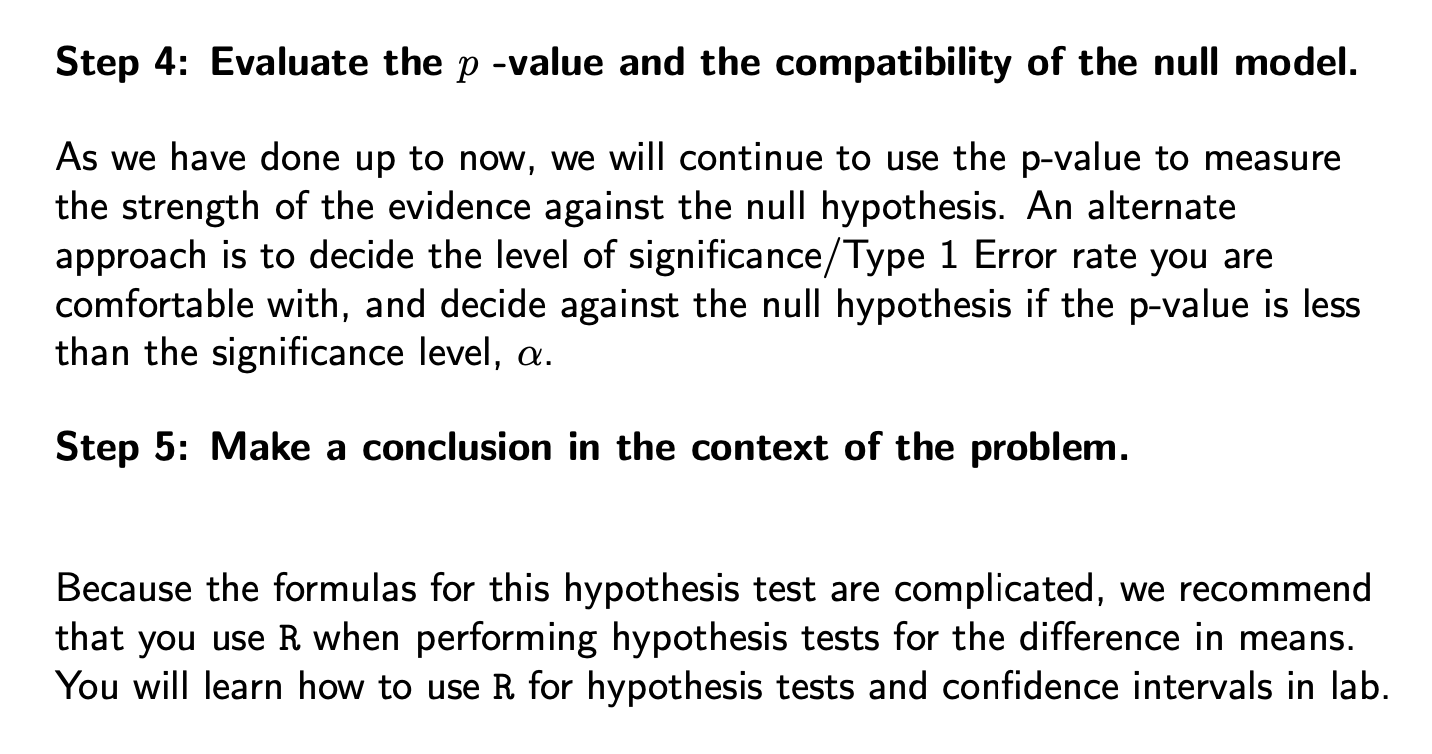 Step 4: Evaluate the p -value and the compatibility of the null model.
As we have done up to now, we will continue to use the p-value to measure
the strength of the evidence against the null hypothesis. An alternate
approach is to decide the level of significance/Type 1 Error rate you are
comfortable with, and decide against the null hypothesis if the p-value is less
than the significance level, α.
Step 5: Make a conclusion in the context of the problem.
Because the formulas for this hypothesis test are complicated, we recommend
that you use R when performing hypothesis tests for the difference in means.
You will learn how to use R for hypothesis tests and confidence intervals in lab.